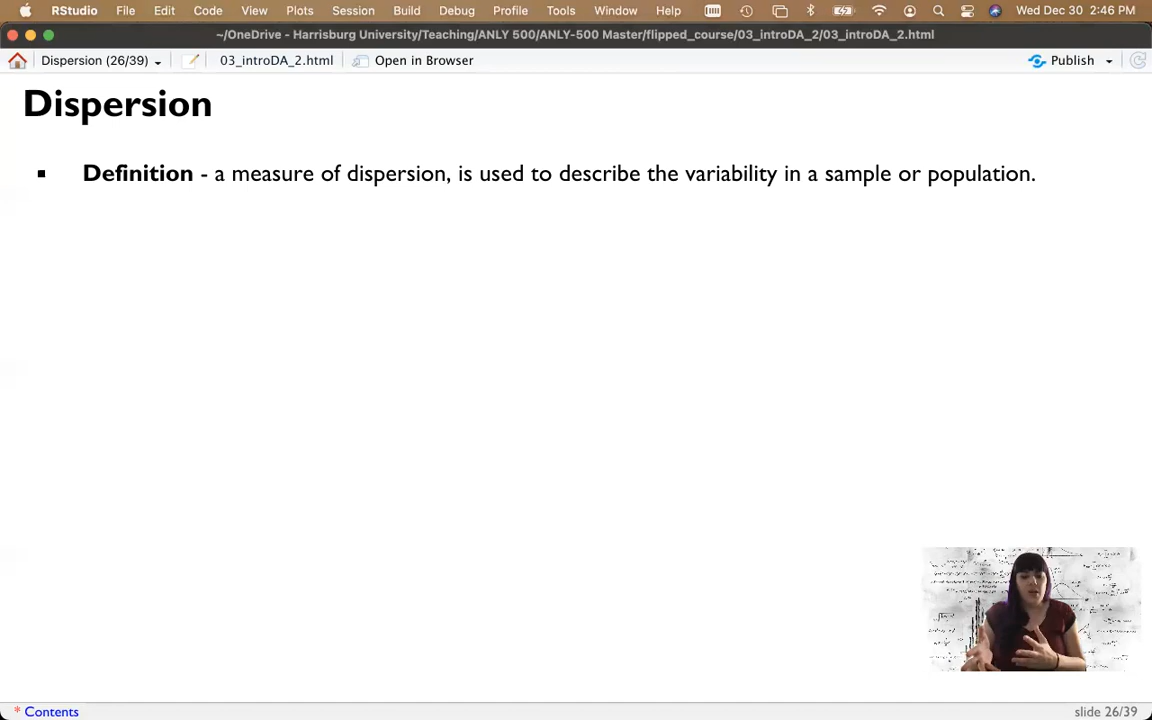 RStudio File Edit Code View Plots Session Build Debug Profile Tools Window Help Wed Dec 30 2:46 PM
~/OneDrive - Harrisburg University/Teaching/ANLY 500/ANLY-500 Master/flipped_course/03_introDA_2/03_introDA_2.html
Dispersion (26/39) 03_introDA_2.html Open in Browser Publish
Dispersion
▪ Definition - a measure of dispersion, is used to describe the variability in a sample or population.
* Contents slide 26/39